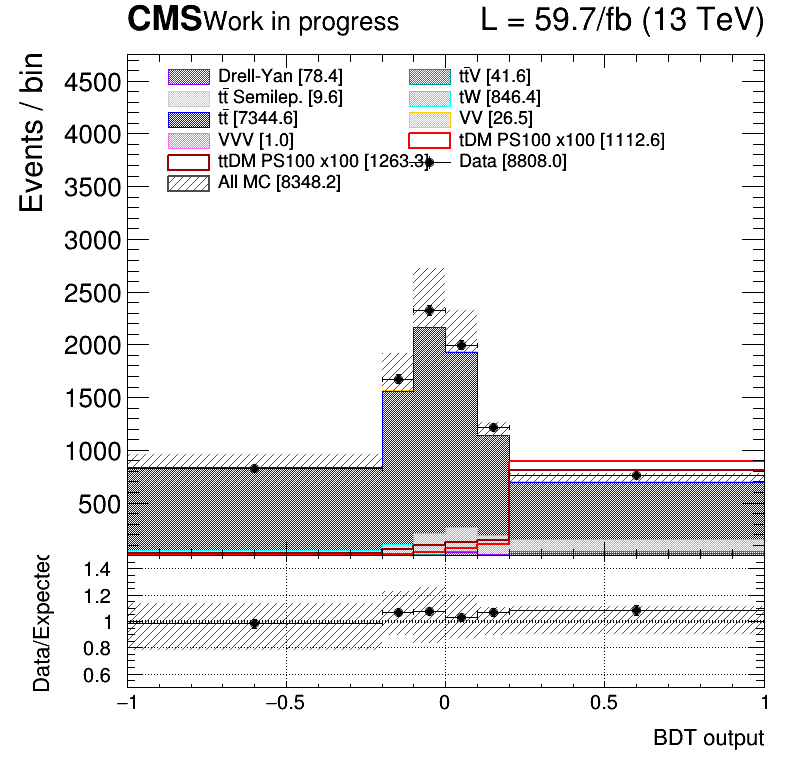 CMS Work in progress L = 59.7/fb (13 TeV)
Events / bin
4500
4000
3500
3000
2500
2000
1500
1000
500
Drell-Yan [78.4] tt̄V [41.6]
tt̄ Semilep. [9.6] tW [846.4]
tt̄ [7344.6] VV [26.5]
VVV [1.0] tDM PS100 x100 [1112.6]
ttDM PS100 x100 [1263.3] Data [8808.0]
All MC [8348.2]
Data/Expected
1.4
1.2
1
0.8
0.6
−1 −0.5 0 0.5 1
BDT output